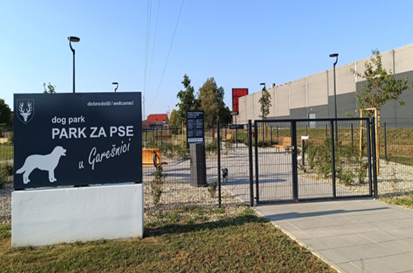 dobrodošli / welcome!
dog park
PARK ZA PSE
u Garešnici